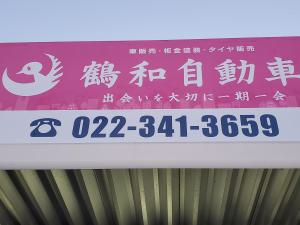 車販売・板金塗装・タイヤ販売
鶴和自動車
出会いを大切に一期一会
☎ 022-341-3659